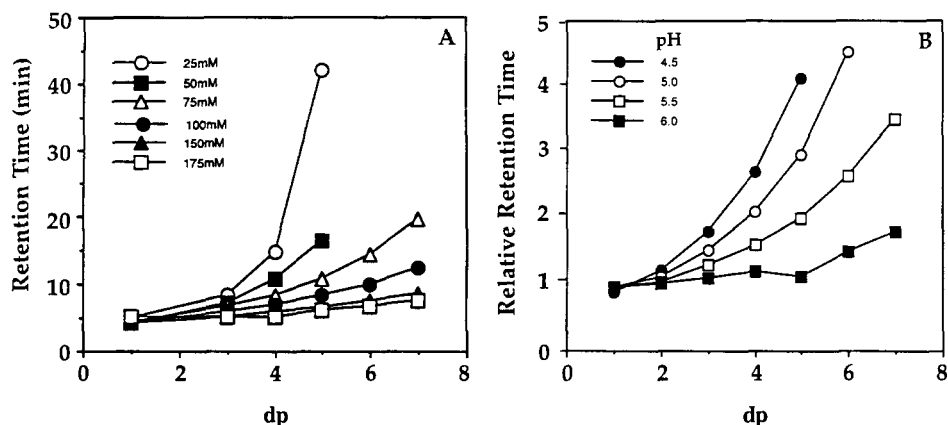 A
Retention Time (min)
50
40
30
20
10
0
25mM
50mM
75mM
100mM
150mM
175mM
0 2 4 6 8
dp
B
Relative Retention Time
5
4
3
2
1
0
pH
4.5
5.0
5.5
6.0
0 2 4 6 8
dp